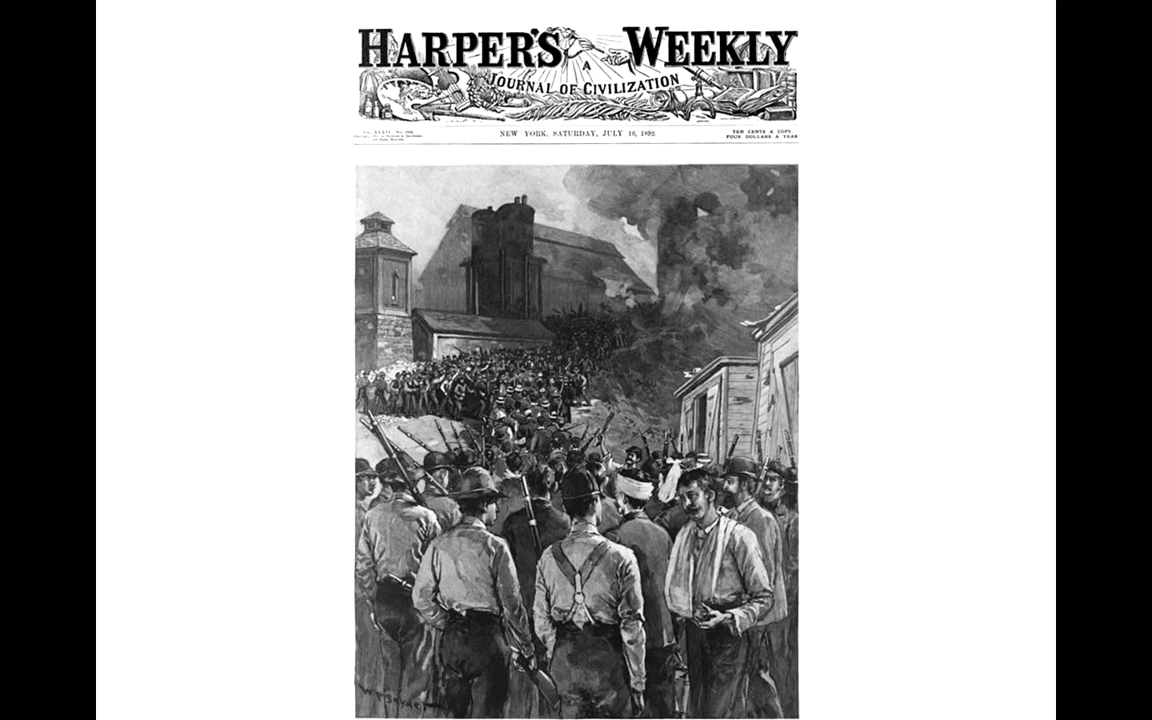 HARPER'S WEEKLY
A
JOURNAL OF CIVILIZATION
NEW YORK, SATURDAY, JULY 16, 1892.
TEN CENTS A COPY.
FOUR DOLLARS A YEAR